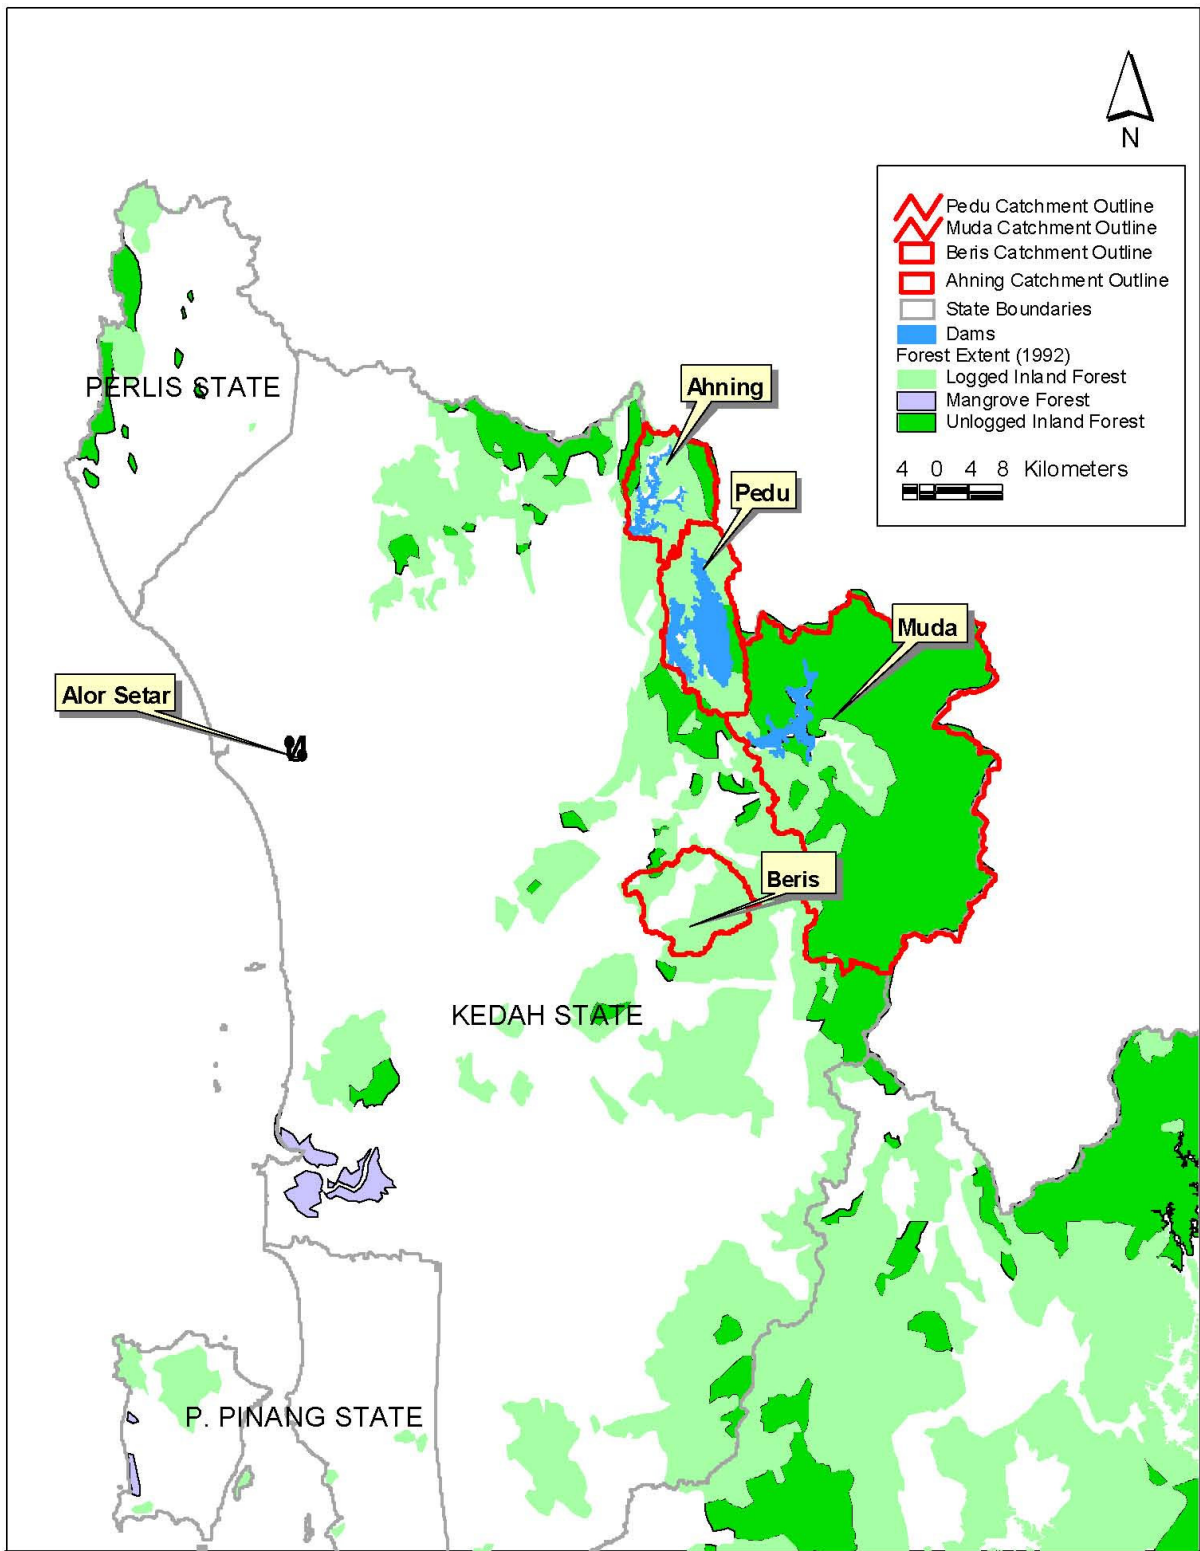 N
Pedu Catchment Outline
Muda Catchment Outline
Beris Catchment Outline
Ahning Catchment Outline
State Boundaries
Dams
Forest Extent (1992)
Logged Inland Forest
Mangrove Forest
Unlogged Inland Forest
4 0 4 8 Kilometers
PERLIS STATE
Ahning
Pedu
Muda
Alor Setar
Beris
KEDAH STATE
P. PINANG STATE